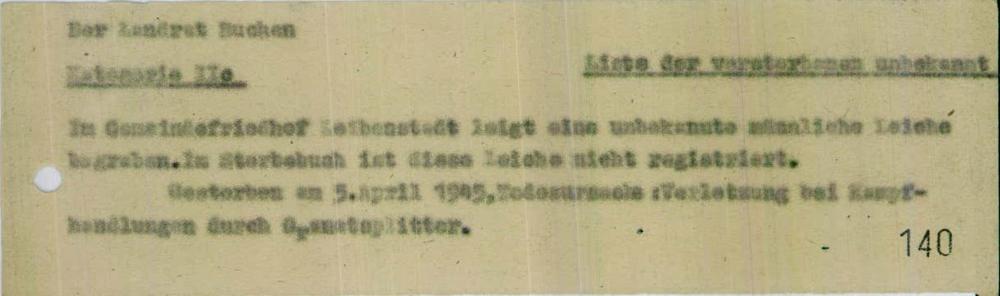 Der Landrat Buchen
Kategorie IIc
Liste der verstorbenen unbekannt
Im Gemeindefriedhof Leibenstadt leigt eine unbekannte männliche Leiche
begraben.Im Sterbebuch ist diese Leiche nicht registriert.
Gestorben am 5.April 1945,Todesursache :Verletzung bei Kampf-
handlungen durch Granatsplitter.
140